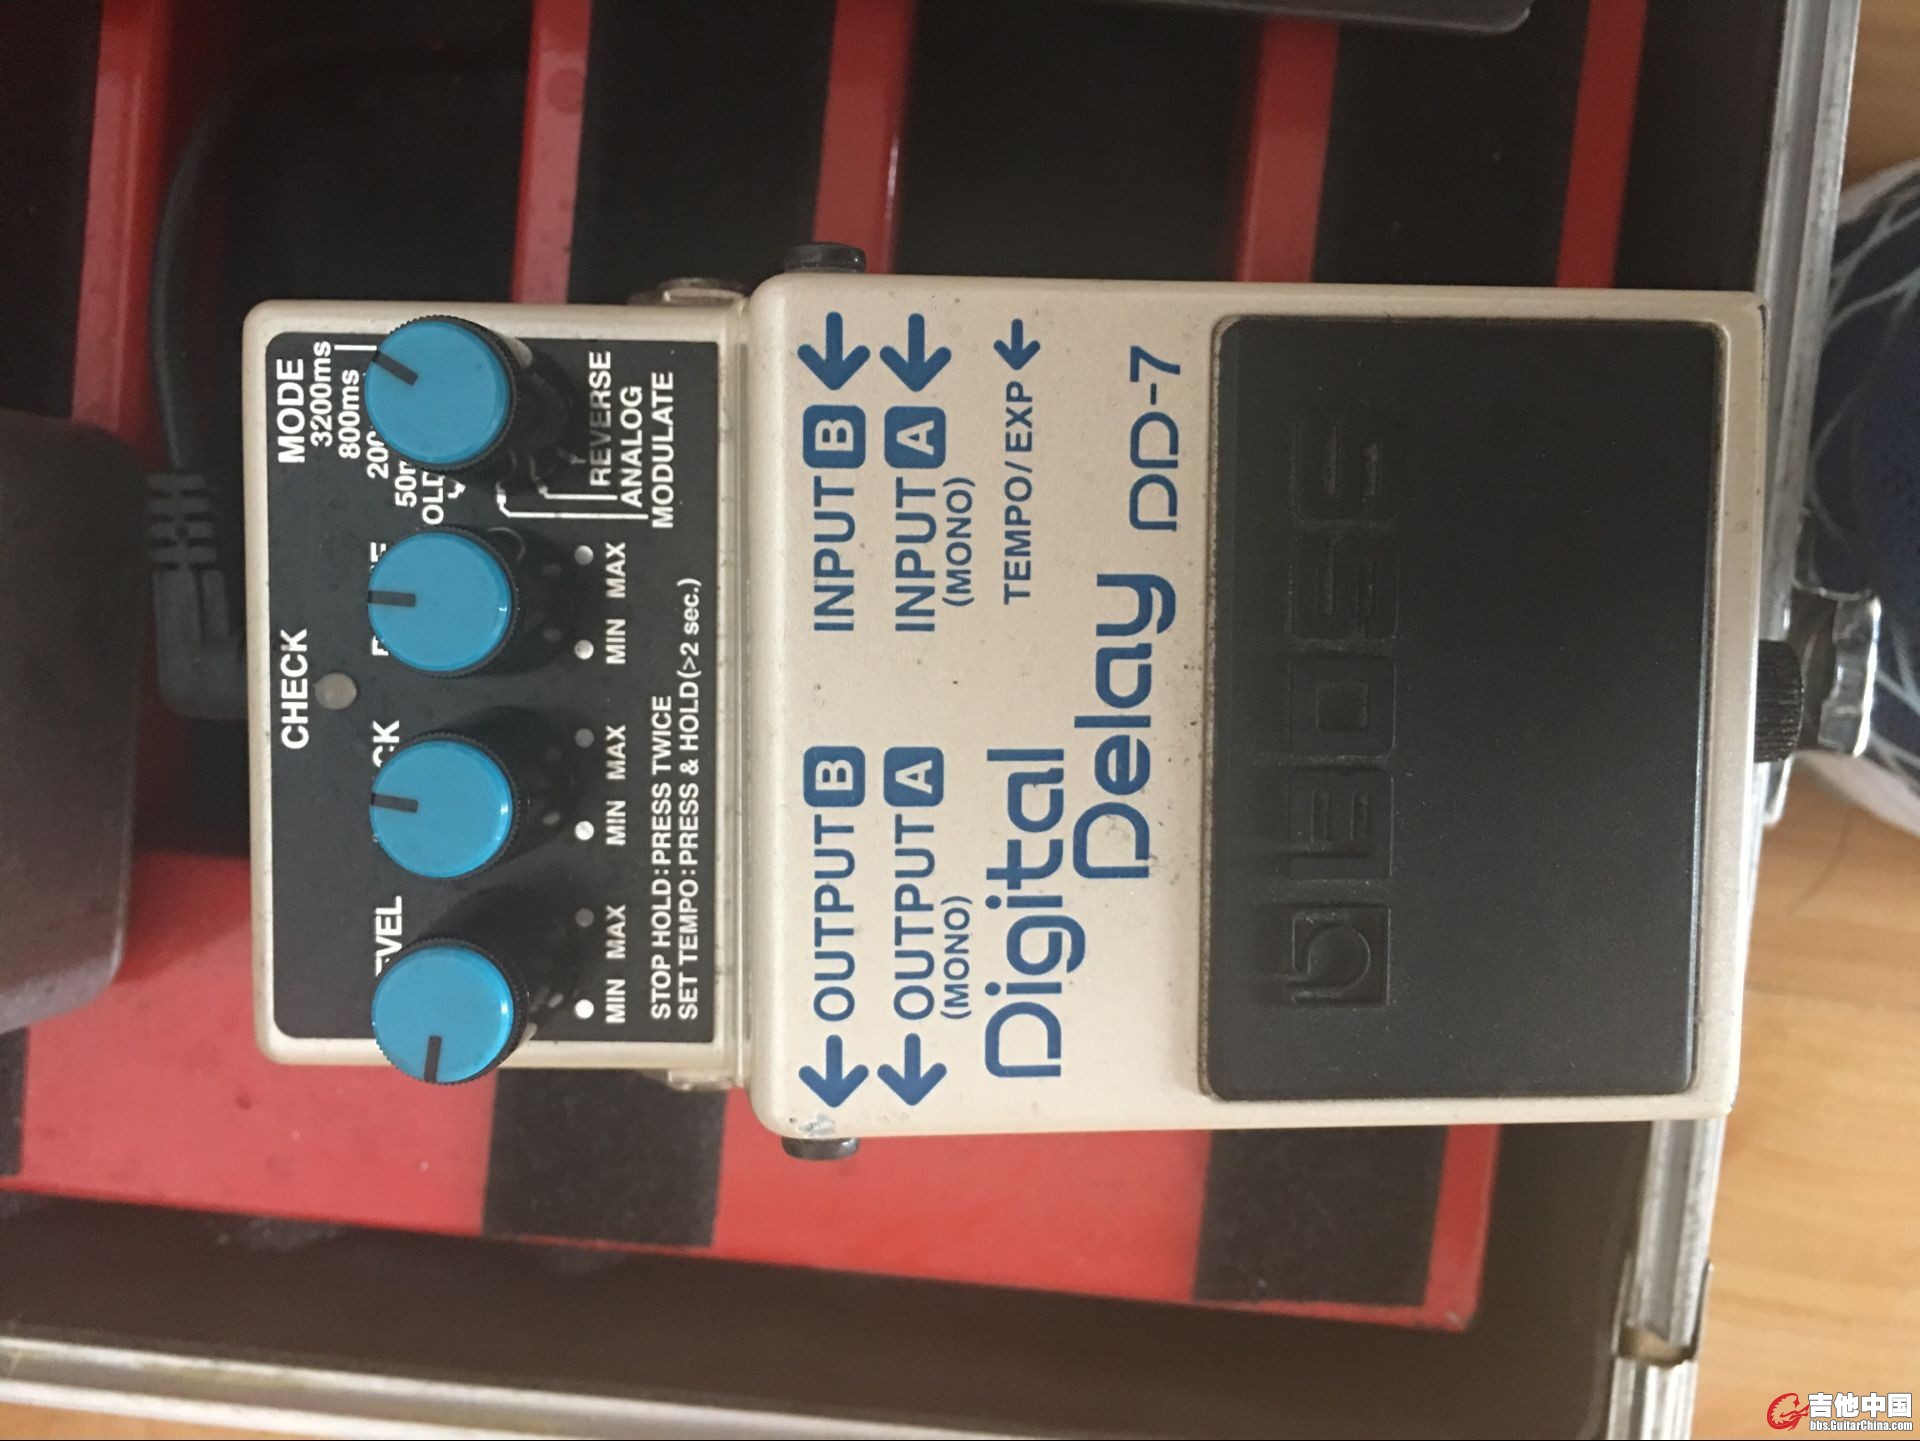 CHECK
MODE
3200ms
800ms
REVERSE
ANALOG
MODULATE
MIN MAX
MIN MAX
MIN MAX
STOP HOLD:PRESS TWICE
SET TEMPO:PRESS & HOLD(>2 sec.)
OUTPUT B
INPUT B
OUTPUT A
(MONO)
INPUT A
(MONO)
TEMPO/EXP
Digital
Delay DD-7
BOSS
吉他中国
bbs.GuitarChina.com